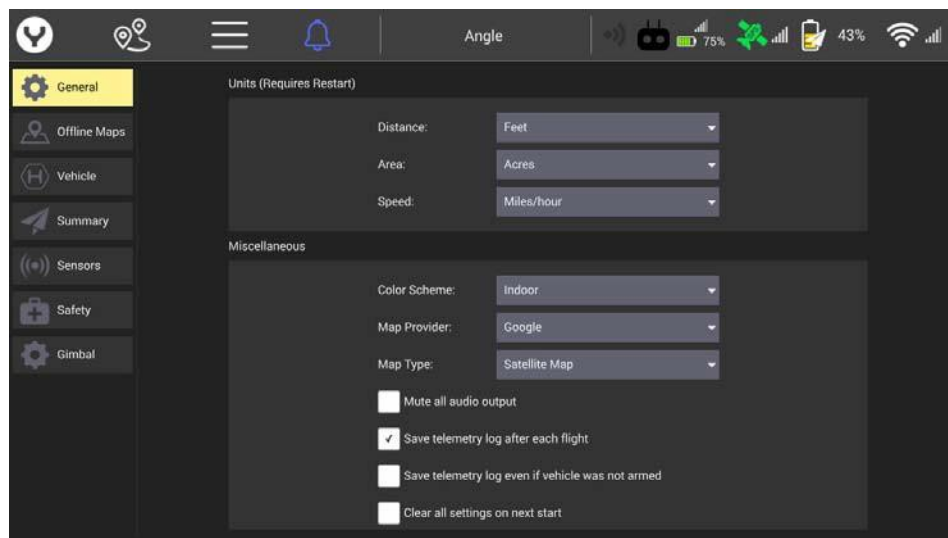 Angle
75%
43%
General
Offline Maps
Vehicle
Summary
Sensors
Safety
Gimbal
Units (Requires Restart)
Distance: Feet
Area: Acres
Speed: Miles/hour
Miscellaneous
Color Scheme: Indoor
Map Provider: Google
Map Type: Satellite Map
Mute all audio output
Save telemetry log after each flight
Save telemetry log even if vehicle was not armed
Clear all settings on next start